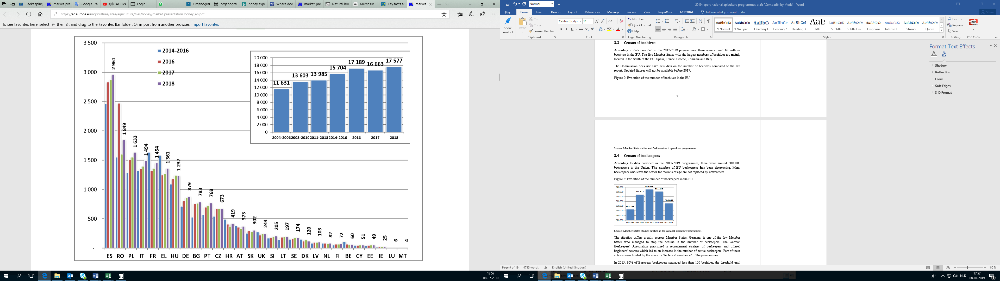 Beekeeping
market-pre
Google Tra
ACTIVA
Login
Organogra
organogra
honey exp
Where doe
market-pre
Natural ho
Mercosur -
Key facts a
market
https://ec.europa.eu/agriculture/sites/agriculture/files/honey/market-presentation-honey_en.pdf
To see favorites here, select ☆ then ☆, and drag to the Favorites Bar folder. Or import from another browser. Import favorites
3 500
3 000
2 500
2 000
1 500
1 000
500
-
2014-2016
2016
2017
2018
2 961
1 849
1 633
1 494
1 454
1 361
1 237
879
783
768
673
419
373
302
244
205
197
174
120
103
82
72
60
51
49
25
6
4
ES RO PL IT FR EL HU DE BG PT CZ HR AT SK UK SI LT SE DK LV NL FI BE CY EE IE LU MT
20 000
18 000
16 000
14 000
12 000
10 000
8 000
6 000
4 000
2 000
0
11 631
13 603
13 985
15 704
17 189
16 663
17 577
2004-2006 2008-2010 2011-2013 2014-2016 2016 2017 2018
17:57
08-07-2019
Normal
2019 report national apiculture programmes draft [Compatibility Mode] - Word
File Home Insert Design Layout References Mailings Review View LegisWrite ACROBAT Tell me what you want to do...
Share
Show
Eurolook
Paste
Cut
Copy
Format Painter
Clipboard
Calibri (Body) 11
Font
Number
Quick Format
Help
Legal Numbering
Paragraph
¶ Normal
¶ No Spac...
Heading 1
Heading 2
Heading 3
Title
Subtitle
Subtle Em...
Emphasis
Intense E...
Strong
Quote
Styles
Find
Replace
Select
Editing
PDF CoDe
3.3 Census of beehives
According to data provided in the 2017-2019 programmes, there were around 16 millions
beehives in the EU. The five Member States with the largest numbers of beehives are mainly
located in the South of the EU: Spain, France, Greece, Romania and Italy.
The Commission does not have new data on the number of beehives compared to the last
report. Updated figures will not be available before 2017.
Figure 2: Evolution of the number of beehives in the EU
7
Source: Member State studies notified in national apiculture programmes
3.4 Census of beekeepers
According to data provided in the 2017-2019 programmes, there were around 600 000
beekeepers in the Union. The number of EU beekeepers has been decreasing. Many
beekeepers who leave the sector for reasons of age are not replaced by newcomers.
Figure 3: Evolution of the number of beekeepers in the EU
640.000
630.000
620.000
610.000
600.000
590.000
580.000
570.000
624.872
631.236
606.082
2004-2006 2008-2010 2011-2013 2014-2016 2017-2019
Source: Member States' studies notified in the national apiculture programmes
The situation differs greatly accross Member States. Germany is one of the few Member
States who managed to stop the decline in the number of beekeepers. The German
Beekeepers' Association prioritized a recruitement strategy of beekeepers and offered
beginners' courses which led to an increase in the number of active beekeepers. Part of these
actions were funded by the measure "technical assistance" of the programmes.
In 2015, 96% of European beekeepers managed less than 150 beehives, the threshold until
Format Text Effects
Shadow
Reflection
Glow
Soft Edges
3-D Format
Page 9 of 19 4713 words English (United Kingdom)
80 %
NLD
17:57
08-07-2019